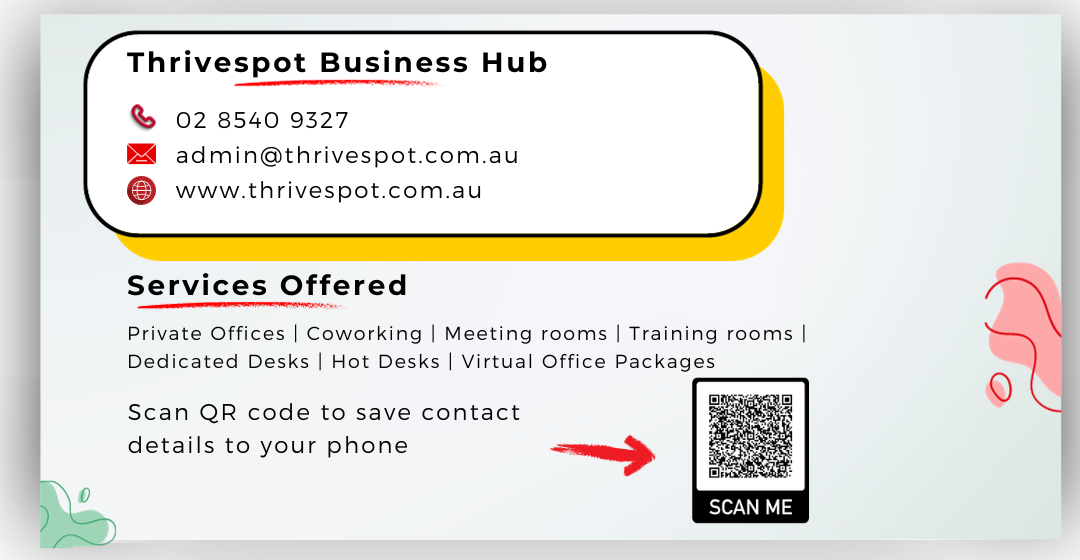 Thrivespot Business Hub
02 8540 9327
admin@thrivespot.com.au
www.thrivespot.com.au
Services Offered
Private Offices | Coworking | Meeting rooms | Training rooms |
Dedicated Desks | Hot Desks | Virtual Office Packages
Scan QR code to save contact
details to your phone
SCAN ME